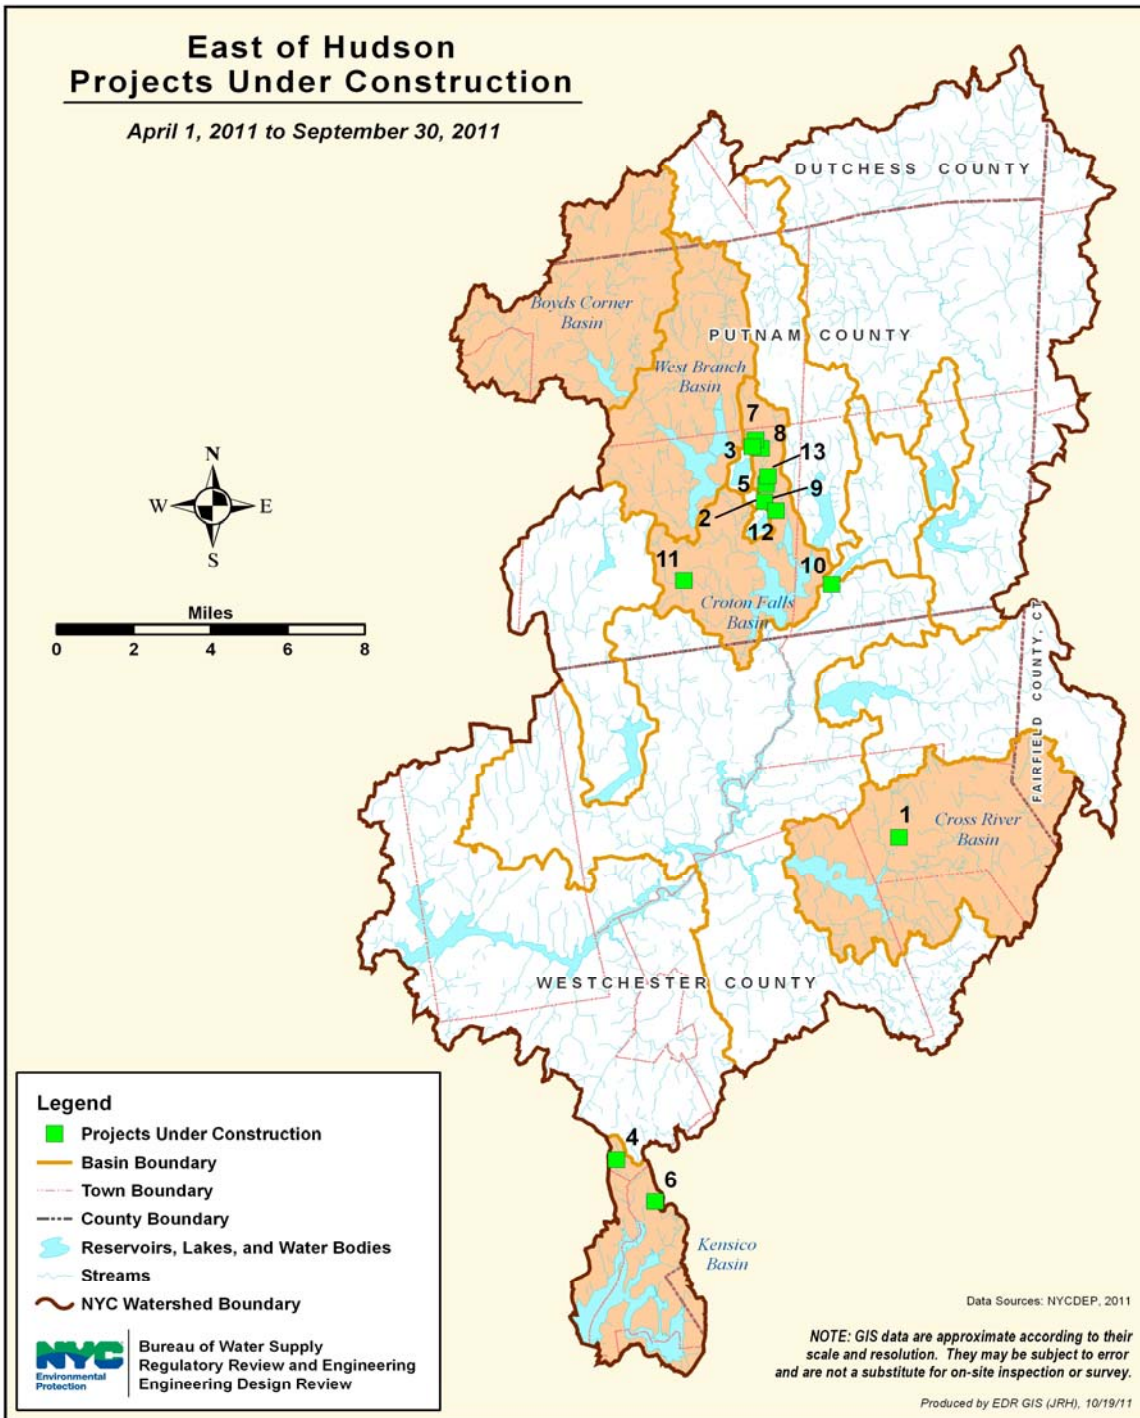 East of Hudson
Projects Under Construction
April 1, 2011 to September 30, 2011
DUTCHESS COUNTY
Boyds Corner
Basin
PUTNAM COUNTY
West Branch
Basin
7
8
3
13
5
9
2
12
11
10
Croton Falls
Basin
N
W
E
S
Miles
0 2 4 6 8
FAIRFIELD COUNTY, CT
1
Cross River
Basin
WESTCHESTER COUNTY
4
6
Kensico
Basin
Legend
Projects Under Construction
Basin Boundary
Town Boundary
County Boundary
Reservoirs, Lakes, and Water Bodies
Streams
NYC Watershed Boundary
NYC
Environmental
Protection
Bureau of Water Supply
Regulatory Review and Engineering
Engineering Design Review
Data Sources: NYCDEP, 2011
NOTE: GIS data are approximate according to their
scale and resolution. They may be subject to error
and are not a substitute for on-site inspection or survey.
Produced by EDR GIS (JRH), 10/19/11